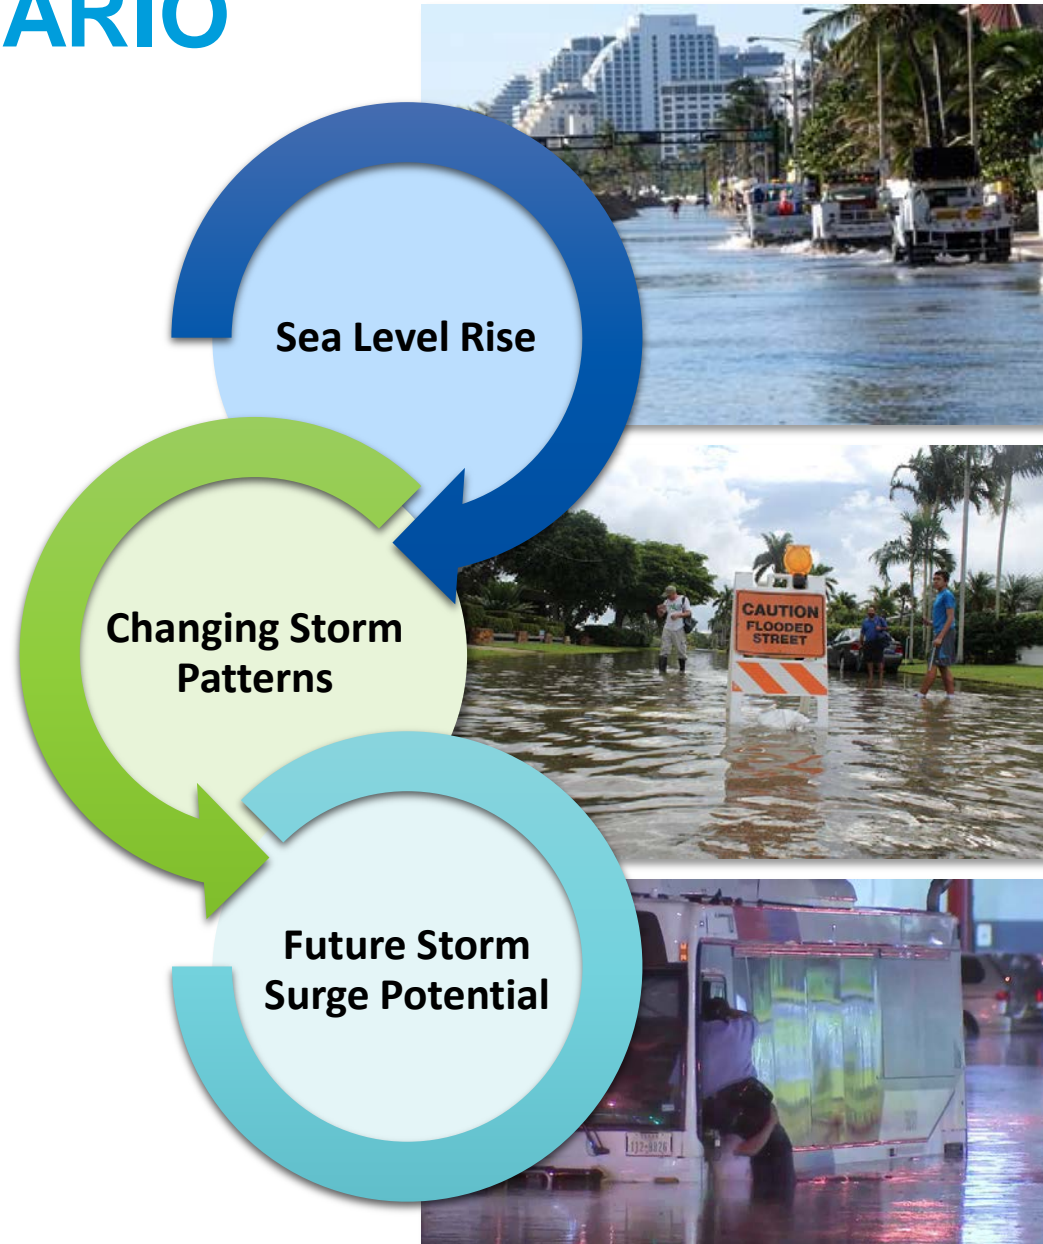 ARIO
Sea Level Rise
Changing Storm
Patterns
CAUTION
FLOODED
STREET
Future Storm
Surge Potential